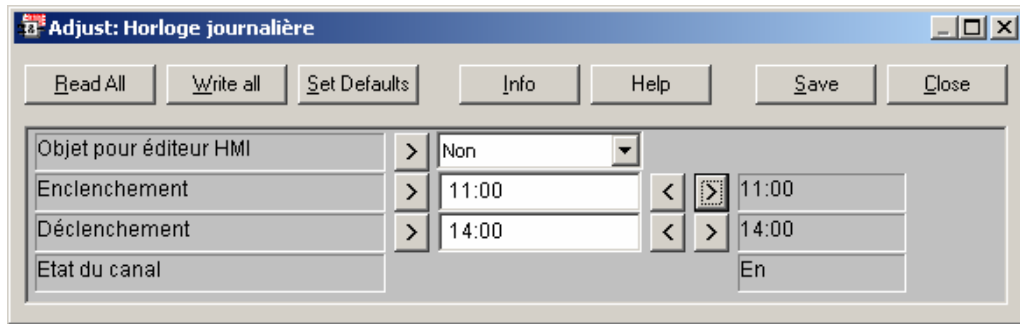 Adjust: Horloge journalière
Read All Write all Set Defaults Info Help Save Close
Objet pour éditeur HMI > Non
Enclenchement > 11:00 < > 11:00
Déclenchement > 14:00 < > 14:00
Etat du canal En